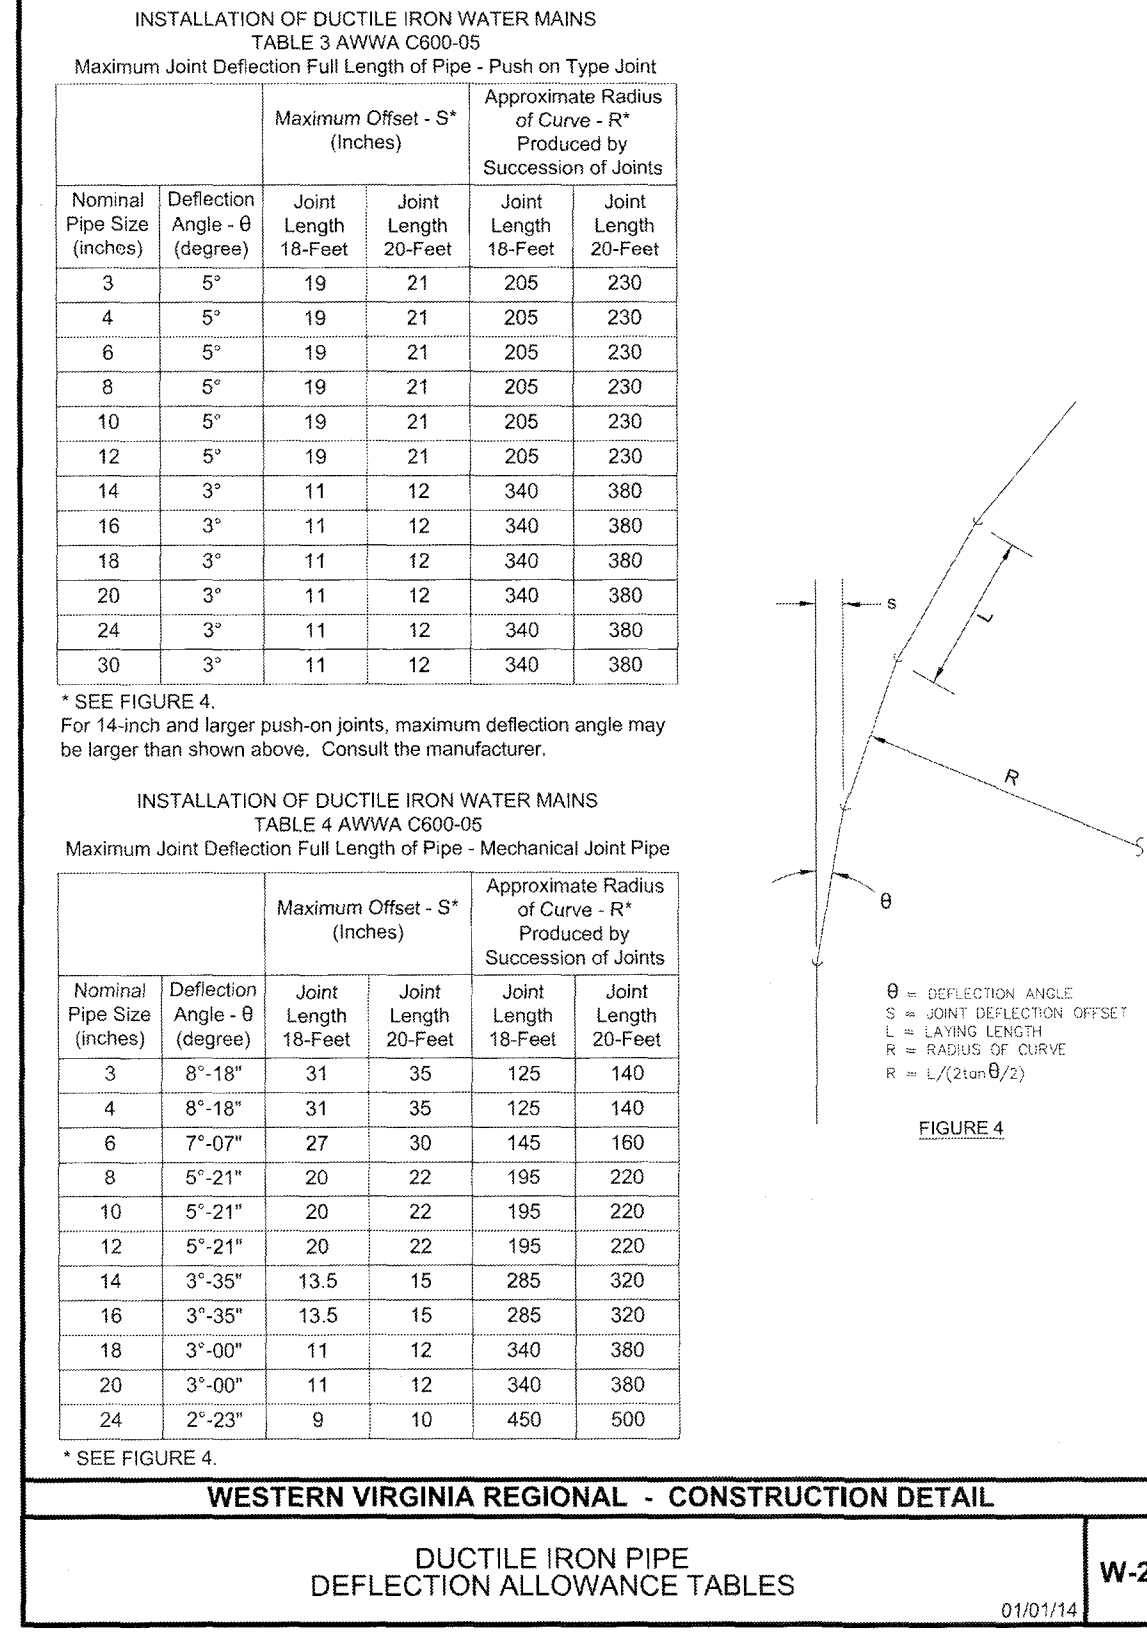 INSTALLATION OF DUCTILE IRON WATER MAINS
TABLE 3 AWWA C600-05
Maximum Joint Deflection Full Length of Pipe - Push on Type Joint
Maximum Offset - S*
(Inches)
Approximate Radius
of Curve - R*
Produced by
Succession of Joints
Nominal
Pipe Size
(inches)
Deflection
Angle - θ
(degree)
Joint
Length
18-Feet
Joint
Length
20-Feet
Joint
Length
18-Feet
Joint
Length
20-Feet
3 5° 19 21 205 230
4 5° 19 21 205 230
6 5° 19 21 205 230
8 5° 19 21 205 230
10 5° 19 21 205 230
12 5° 19 21 205 230
14 3° 11 12 340 380
16 3° 11 12 340 380
18 3° 11 12 340 380
20 3° 11 12 340 380
24 3° 11 12 340 380
30 3° 11 12 340 380
* SEE FIGURE 4.
For 14-inch and larger push-on joints, maximum deflection angle may
be larger than shown above. Consult the manufacturer.
INSTALLATION OF DUCTILE IRON WATER MAINS
TABLE 4 AWWA C600-05
Maximum Joint Deflection Full Length of Pipe - Mechanical Joint Pipe
Maximum Offset - S*
(Inches)
Approximate Radius
of Curve - R*
Produced by
Succession of Joints
Nominal
Pipe Size
(inches)
Deflection
Angle - θ
(degree)
Joint
Length
18-Feet
Joint
Length
20-Feet
Joint
Length
18-Feet
Joint
Length
20-Feet
3 8°-18" 31 35 125 140
4 8°-18" 31 35 125 140
6 7°-07" 27 30 145 160
8 5°-21" 20 22 195 220
10 5°-21" 20 22 195 220
12 5°-21" 20 22 195 220
14 3°-35" 13.5 15 285 320
16 3°-35" 13.5 15 285 320
18 3°-00" 11 12 340 380
20 3°-00" 11 12 340 380
24 2°-23" 9 10 450 500
* SEE FIGURE 4.
S
L
R
θ
θ = DEFLECTION ANGLE
S = JOINT DEFLECTION OFFSET
L = LAYING LENGTH
R = RADIUS OF CURVE
R = L/(2tanθ/2)
FIGURE 4
WESTERN VIRGINIA REGIONAL - CONSTRUCTION DETAIL
DUCTILE IRON PIPE
DEFLECTION ALLOWANCE TABLES
01/01/14
W-2